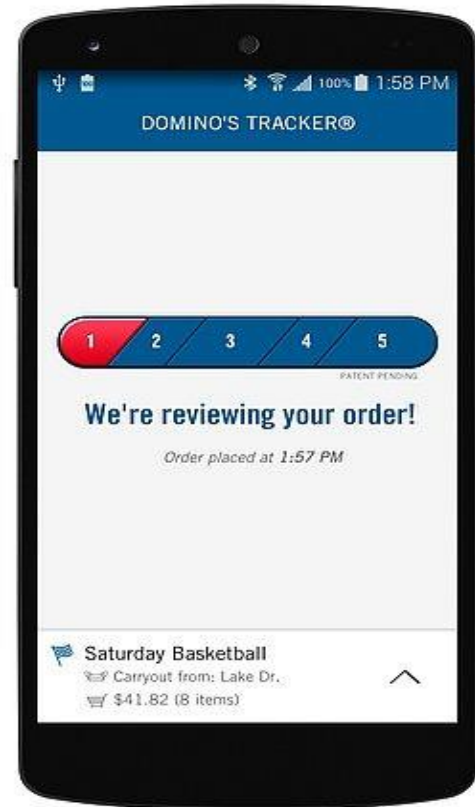 100% 1:58 PM
DOMINO'S TRACKER®
1 2 3 4 5
PATENT PENDING
We're reviewing your order!
Order placed at 1:57 PM
Saturday Basketball
Carryout from: Lake Dr.
$41.82 (8 items)